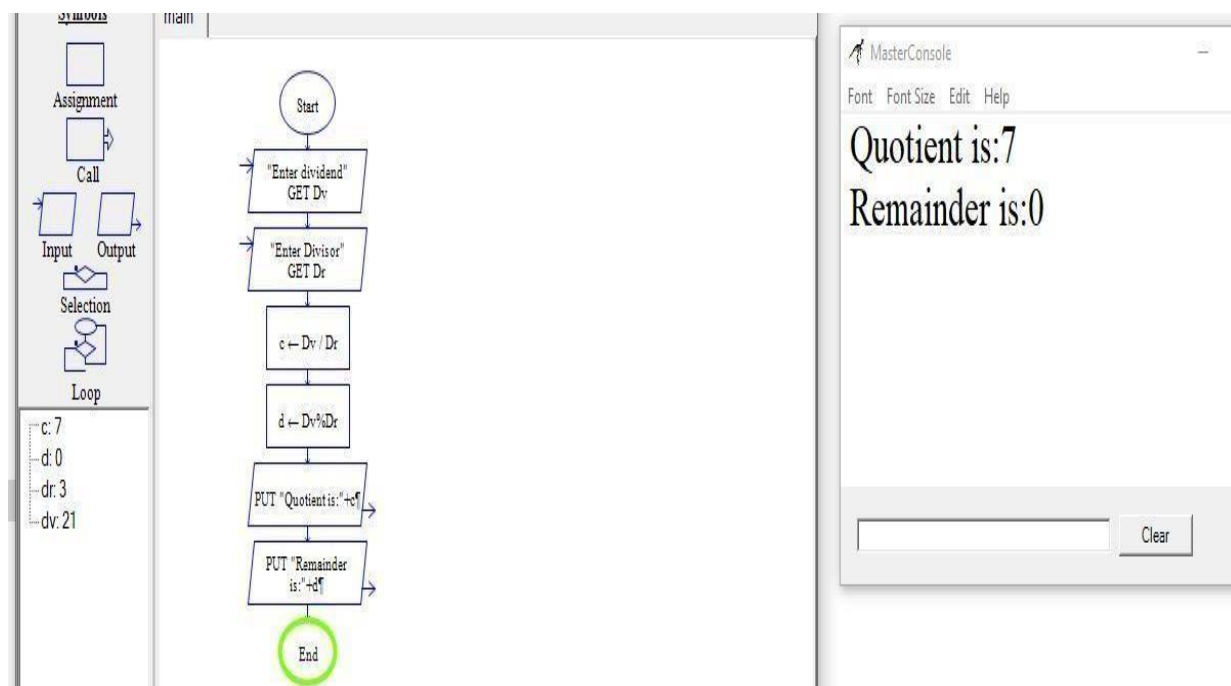 Symbols
Assignment
Call
Input Output
Selection
Loop
c: 7
d: 0
dr: 3
dv: 21
main
Start
"Enter dividend"
GET Dv
"Enter Divisor"
GET Dr
c ← Dv / Dr
d ← Dv%Dr
PUT "Quotient is:"+c¶
PUT "Remainder
is:"+d¶
End
MasterConsole
Font Font Size Edit Help
Quotient is:7
Remainder is:0
Clear